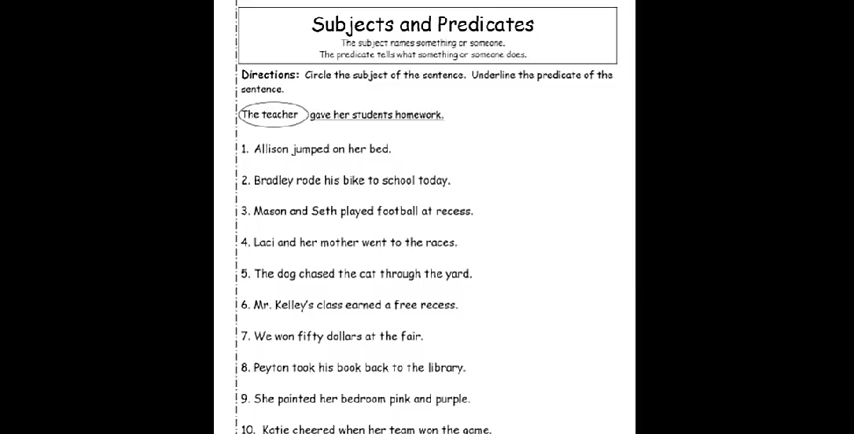 Subjects and Predicates
The subject names something or someone.
The predicate tells what something or someone does.
Directions: Circle the subject of the sentence. Underline the predicate of the
sentence.
The teacher gave her students homework.
1. Allison jumped on her bed.
2. Bradley rode his bike to school today.
3. Mason and Seth played football at recess.
4. Laci and her mother went to the races.
5. The dog chased the cat through the yard.
6. Mr. Kelley's class earned a free recess.
7. We won fifty dollars at the fair.
8. Peyton took his book back to the library.
9. She painted her bedroom pink and purple.
10. Katie cheered when her team won the game.